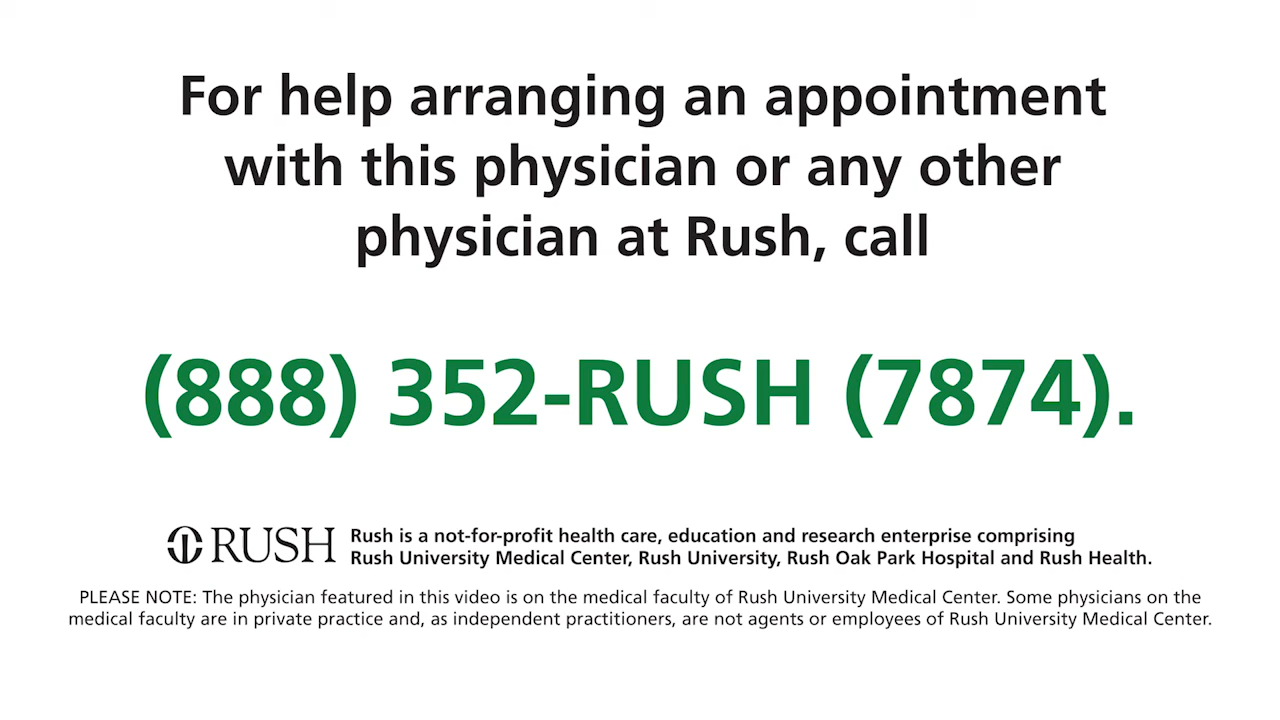 For help arranging an appointment
with this physician or any other
physician at Rush, call
(888) 352-RUSH (7874).
RUSH
Rush is a not-for-profit health care, education and research enterprise comprising
Rush University Medical Center, Rush University, Rush Oak Park Hospital and Rush Health.
PLEASE NOTE: The physician featured in this video is on the medical faculty of Rush University Medical Center. Some physicians on the
medical faculty are in private practice and, as independent practitioners, are not agents or employees of Rush University Medical Center.